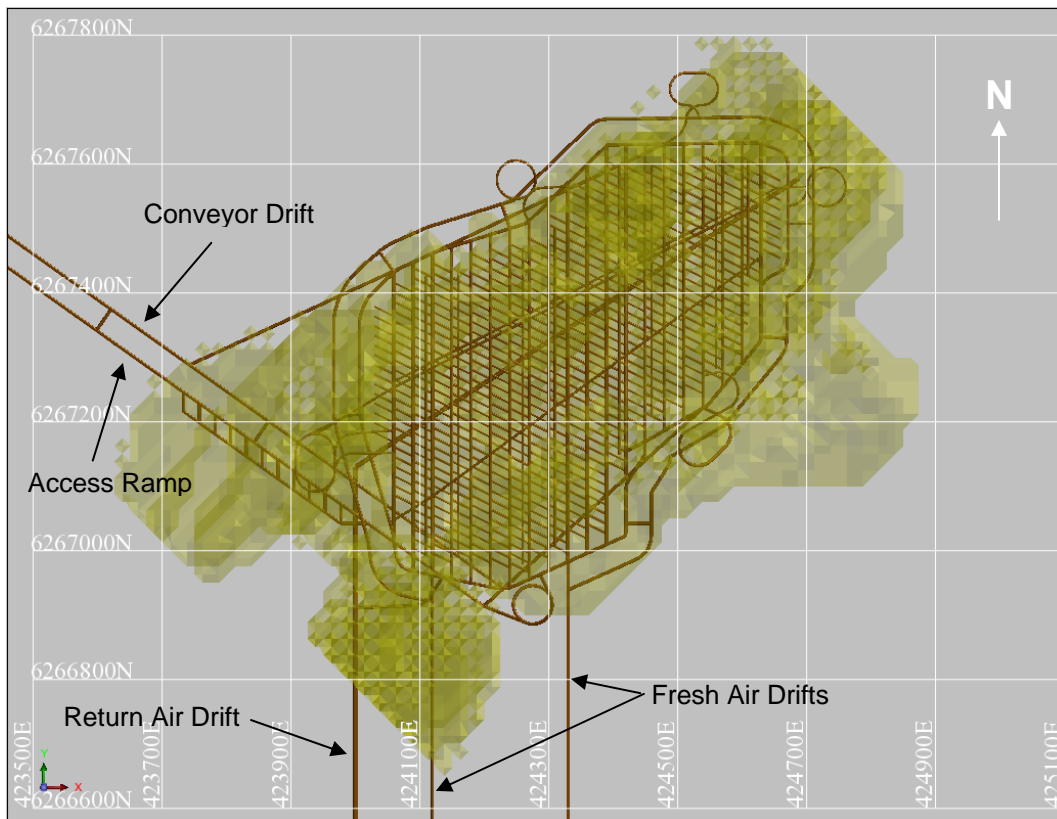 6267800N
N
6267600N
Conveyor Drift
6267400N
6267200N
Access Ramp
6267000N
6266800N
Fresh Air Drifts
Return Air Drift
6266600N
423500E
423700E
423900E
424100E
424300E
424500E
424700E
424900E
425100E
Y
X